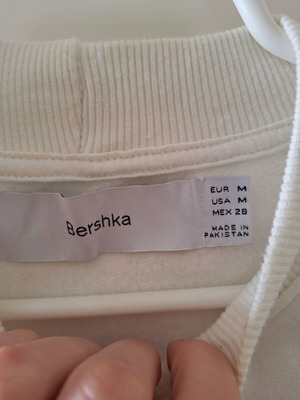 Bershka
EUR M
USA M
MEX 28
MADE IN
PAKISTAN